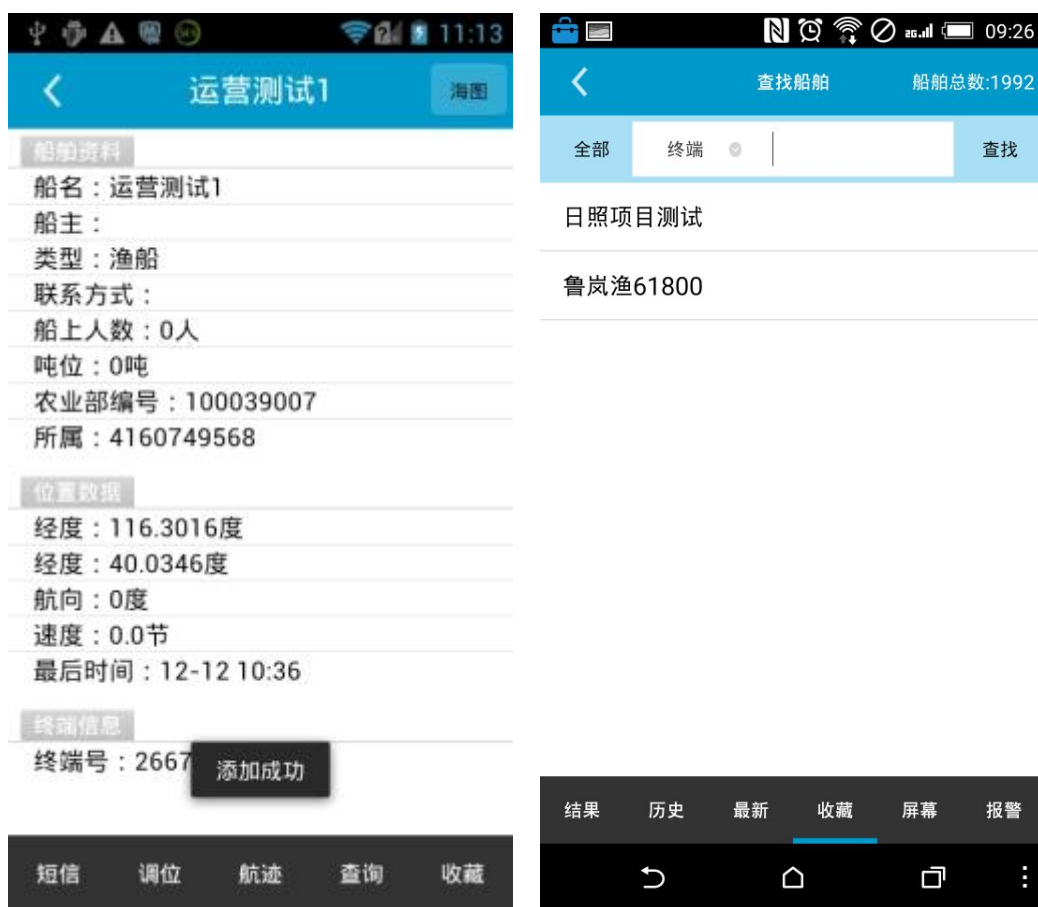 11:13
运营测试1
海图
船舶资料
船名：运营测试1
船主：
类型：渔船
联系方式：
船上人数：0人
吨位：0吨
农业部编号：100039007
所属：4160749568
位置数据
经度：116.3016度
经度：40.0346度
航向：0度
速度：0.0节
最后时间：12-12 10:36
终端信息
终端号：2667
添加成功
短信 调位 航迹 查询 收藏
2G 09:26
查找船舶 船舶总数:1992
全部 终端 查找
日照项目测试
鲁岚渔61800
结果 历史 最新 收藏 屏幕 报警